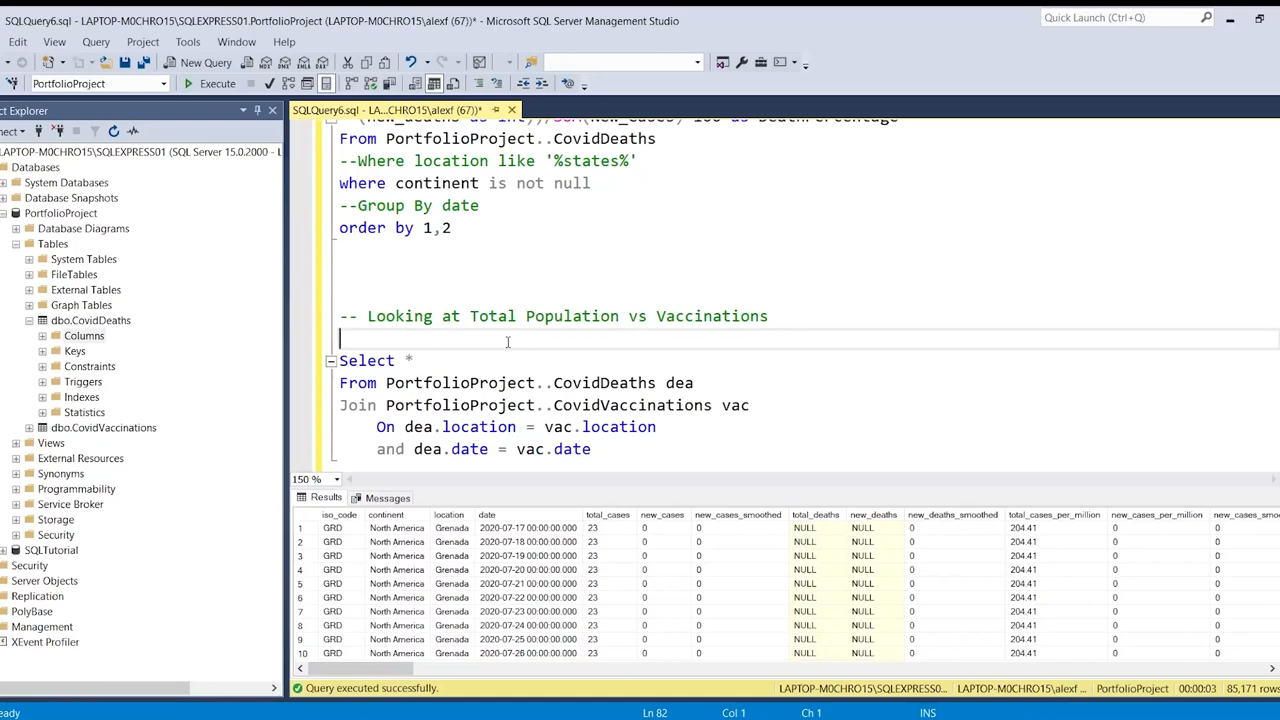 SQLQuery6.sql - LAPTOP-M0CHRO15\SQLEXPRESS01.PortfolioProject (LAPTOP-M0CHRO15\alexf (67))* - Microsoft SQL Server Management Studio
Quick Launch (Ctrl+Q)
Edit View Query Project Tools Window Help
New Query
PortfolioProject
Execute
ct Explorer
SQLQuery6.sql - LA...CHRO15\alexf (67))*
nect
LAPTOP-M0CHRO15\SQLEXPRESS01 (SQL Server 15.0.2000 - L
Databases
System Databases
Database Snapshots
PortfolioProject
Database Diagrams
Tables
System Tables
FileTables
External Tables
Graph Tables
dbo.CovidDeaths
Columns
Keys
Constraints
Triggers
Indexes
Statistics
dbo.CovidVaccinations
Views
External Resources
Synonyms
Programmability
Service Broker
Storage
Security
SQLTutorial
Security
Server Objects
Replication
PolyBase
Management
XEvent Profiler
(new_deaths as int))/SUM(New_Cases)*100 as DeathPercentage
From PortfolioProject..CovidDeaths
--Where location like '%states%'
where continent is not null
--Group By date
order by 1,2
-- Looking at Total Population vs Vaccinations
Select *
From PortfolioProject..CovidDeaths dea
Join PortfolioProject..CovidVaccinations vac
On dea.location = vac.location
and dea.date = vac.date
150 %
Results Messages
iso_code continent location date total_cases new_cases new_cases_smoothed total_deaths new_deaths new_deaths_smoothed total_cases_per_million new_cases_per_million new_cases_smo
1 GRD North America Grenada 2020-07-17 00:00:00.000 23 0 0 NULL NULL 0 204.41 0 0
2 GRD North America Grenada 2020-07-18 00:00:00.000 23 0 0 NULL NULL 0 204.41 0 0
3 GRD North America Grenada 2020-07-19 00:00:00.000 23 0 0 NULL NULL 0 204.41 0 0
4 GRD North America Grenada 2020-07-20 00:00:00.000 23 0 0 NULL NULL 0 204.41 0 0
5 GRD North America Grenada 2020-07-21 00:00:00.000 23 0 0 NULL NULL 0 204.41 0 0
6 GRD North America Grenada 2020-07-22 00:00:00.000 23 0 0 NULL NULL 0 204.41 0 0
7 GRD North America Grenada 2020-07-23 00:00:00.000 23 0 0 NULL NULL 0 204.41 0 0
8 GRD North America Grenada 2020-07-24 00:00:00.000 23 0 0 NULL NULL 0 204.41 0 0
9 GRD North America Grenada 2020-07-25 00:00:00.000 23 0 0 NULL NULL 0 204.41 0 0
10 GRD North America Grenada 2020-07-26 00:00:00.000 23 0 0 NULL NULL 0 204.41 0 0
Query executed successfully.
LAPTOP-M0CHRO15\SQLEXPRESS0... LAPTOP-M0CHRO15\alexf ... PortfolioProject 00:00:03 85,171 rows
eady Ln 82 Col 1 Ch 1 INS